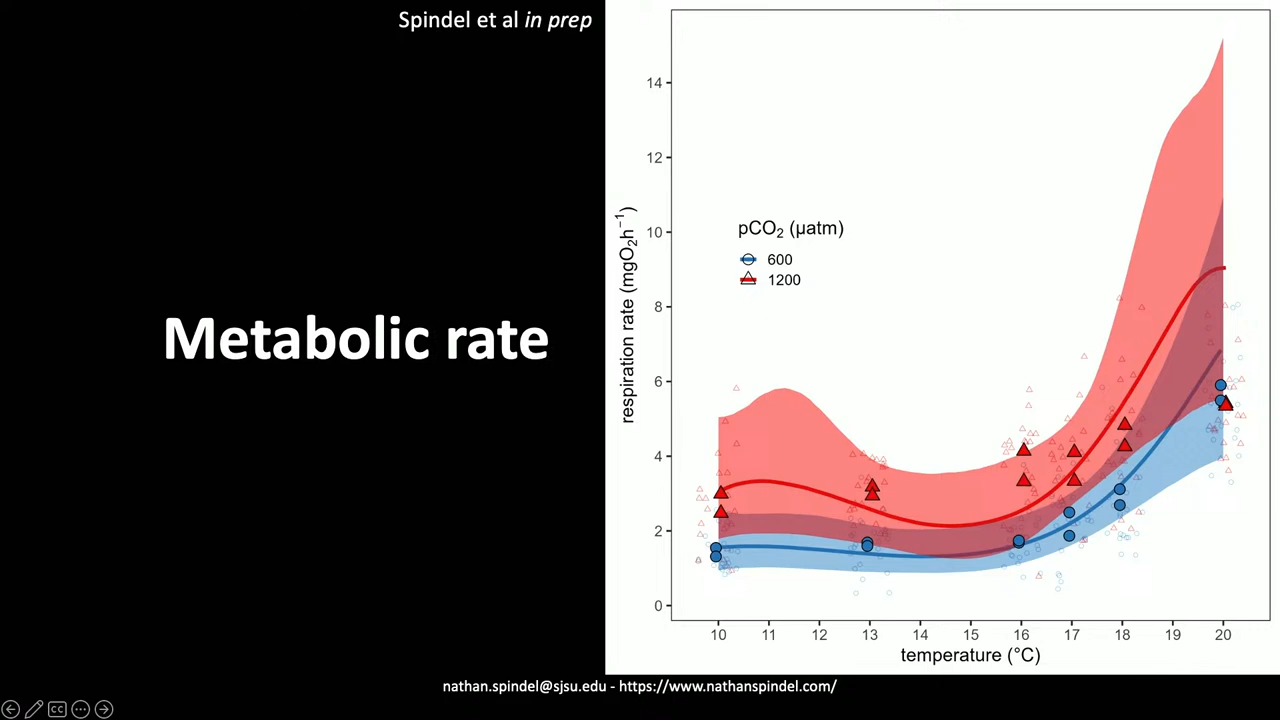 Spindel et al in prep
Metabolic rate
respiration rate (mgO₂h⁻¹)
14
12
10
8
6
4
2
0
pCO₂ (µatm)
600
1200
10 11 12 13 14 15 16 17 18 19 20
temperature (°C)
nathan.spindel@sjsu.edu - https://www.nathanspindel.com/
CC